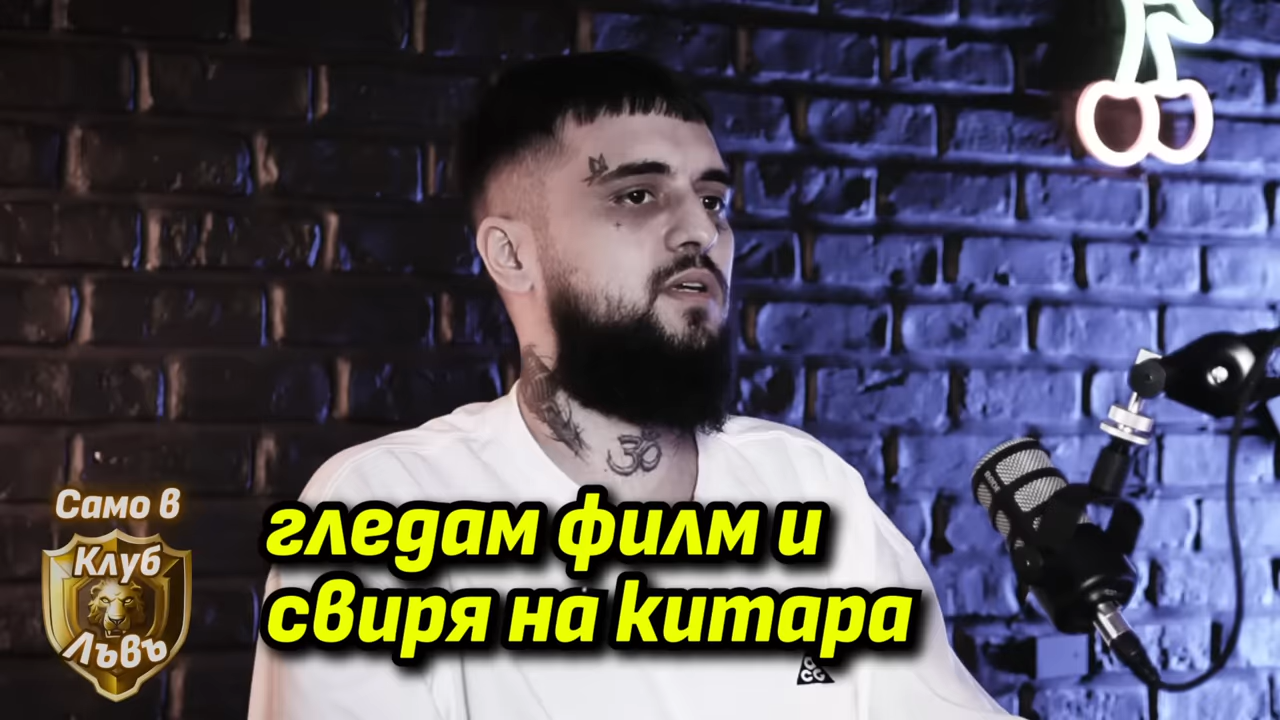 Само в
Клуб
Лъвъ
гледам филм и
свиря на китара